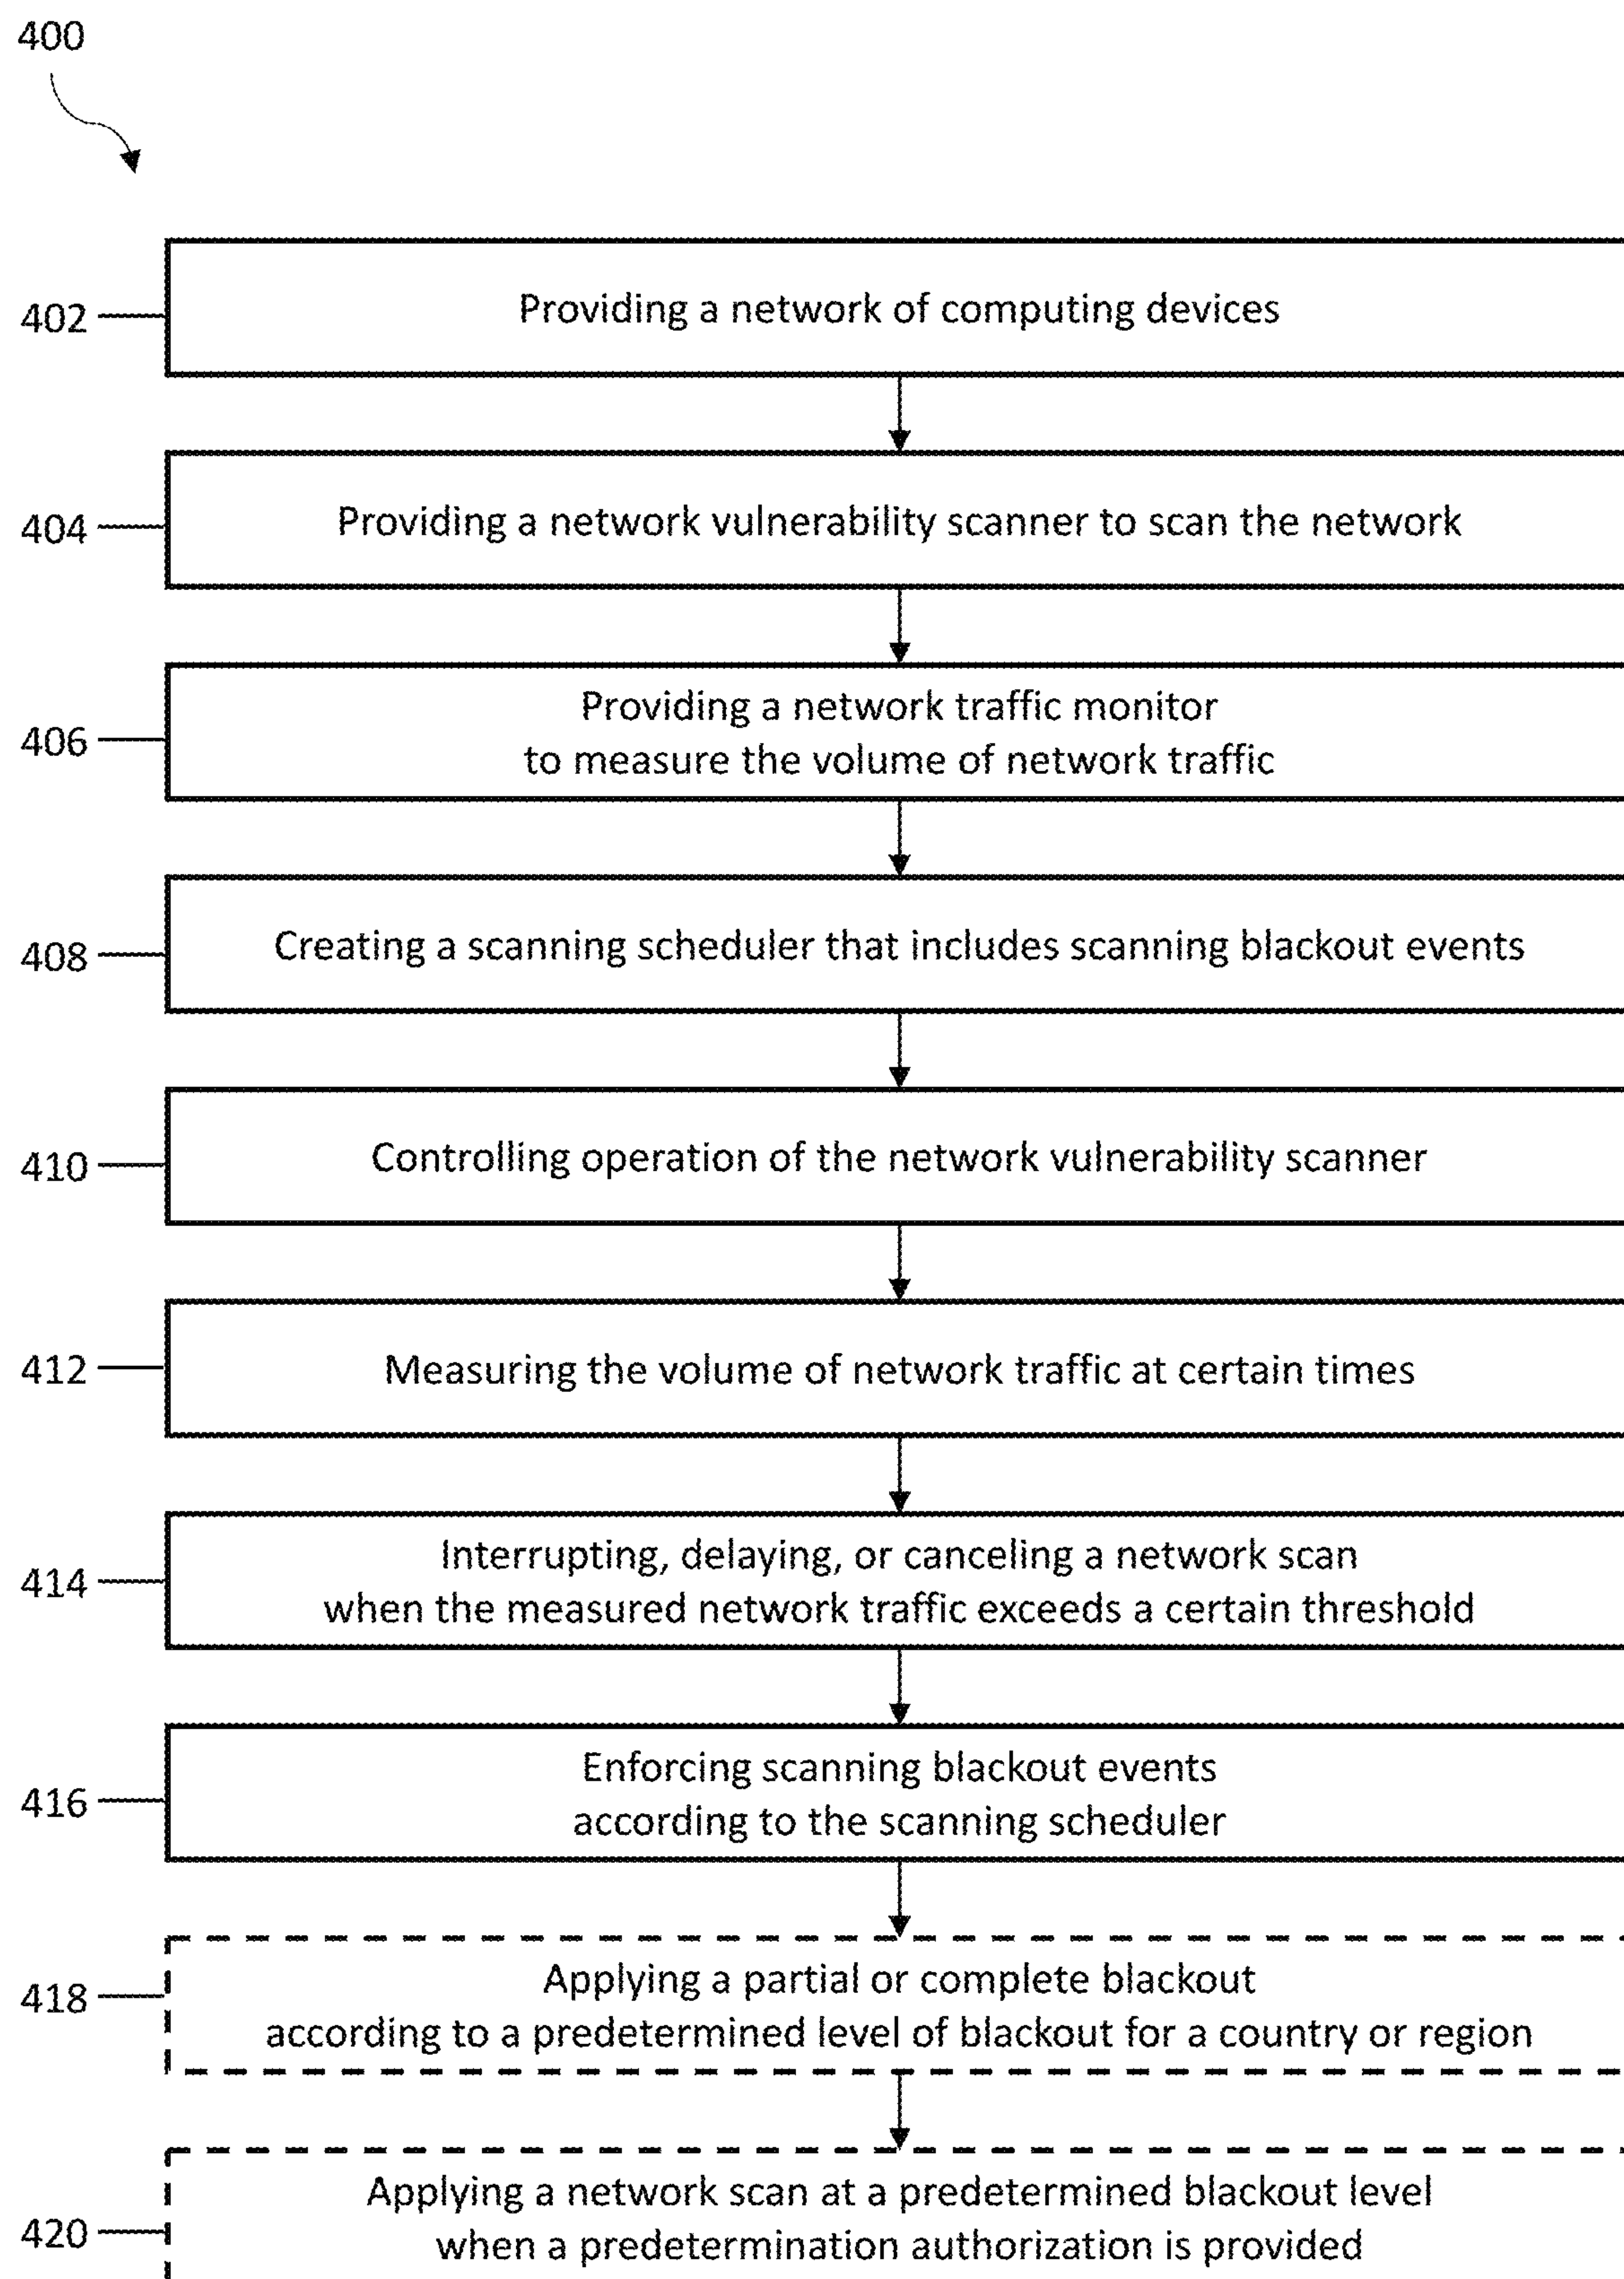 400
402
Providing a network of computing devices
404
Providing a network vulnerability scanner to scan the network
406
Providing a network traffic monitor
to measure the volume of network traffic
408
Creating a scanning scheduler that includes scanning blackout events
410
Controlling operation of the network vulnerability scanner
412
Measuring the volume of network traffic at certain times
414
Interrupting, delaying, or canceling a network scan
when the measured network traffic exceeds a certain threshold
416
Enforcing scanning blackout events
according to the scanning scheduler
418
Applying a partial or complete blackout
according to a predetermined level of blackout for a country or region
420
Applying a network scan at a predetermined blackout level
when a predetermination authorization is provided